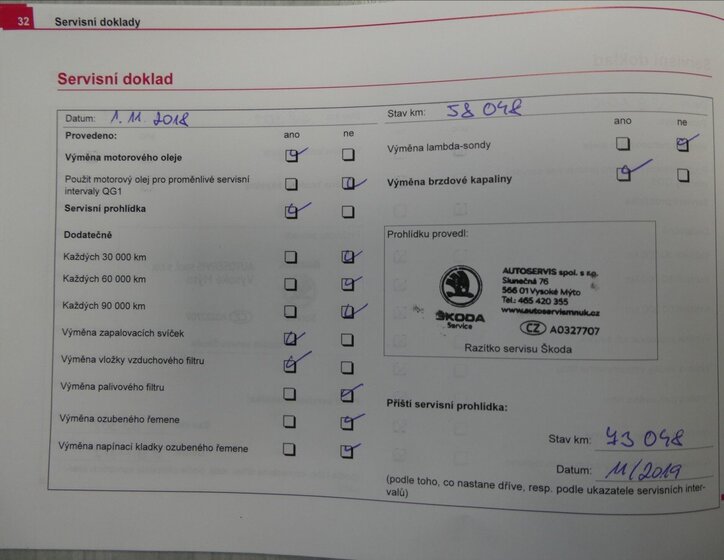 32 Servisní doklady
Servisní doklad
Datum: 1. 11 2018
Provedeno: ano ne
Výměna motorového oleje
Použit motorový olej pro proměnlivé servisní
intervaly QG1
Servisní prohlídka
Dodatečně
Každých 30 000 km
Každých 60 000 km
Každých 90 000 km
Výměna zapalovacích svíček
Výměna vložky vzduchového filtru
Výměna palivového filtru
Výměna ozubeného řemene
Výměna napínací kladky ozubeného řemene
Stav km: 58 048
ano ne
Výměna lambda-sondy
Výměna brzdové kapaliny
Prohlídku provedl:
AUTOSERVIS spol. s r.o.
Slunečná 76
566 01 Vysoké Mýto
Tel.: 465 420 355
www.autoservismnuk.cz
ŠKODA
Service
CZ A0327707
Razítko servisu Škoda
Příští servisní prohlídka:
Stav km: 73 048
Datum: 11/2019
(podle toho, co nastane dříve, resp. podle ukazatele servisních inter-
valů)